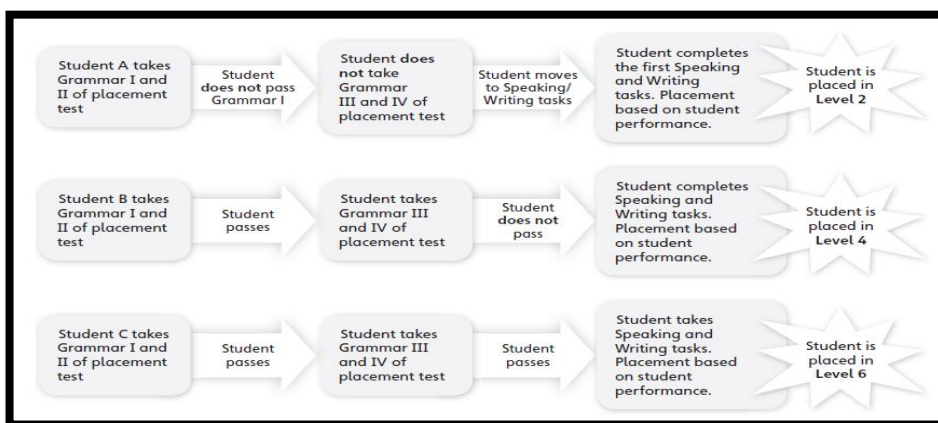 Student A takes
Grammar I and
II of placement
test
Student
does not pass
Grammar I
Student does
not take
Grammar
III and IV of
placement test
Student moves
to Speaking/
Writing tasks
Student completes
the first Speaking
and Writing
tasks. Placement
based on student
performance.
Student is
placed in
Level 2
Student B takes
Grammar I and
II of placement
test
Student
passes
Student takes
Grammar III
and IV of
placement test
Student
does not
pass
Student completes
Speaking and
Writing tasks.
Placement based
on student
performance.
Student is
placed in
Level 4
Student C takes
Grammar I and
II of placement
test
Student
passes
Student takes
Grammar III
and IV of
placement test
Student
passes
Student takes
Speaking and
Writing tasks.
Placement based
on student
performance.
Student is
placed in
Level 6